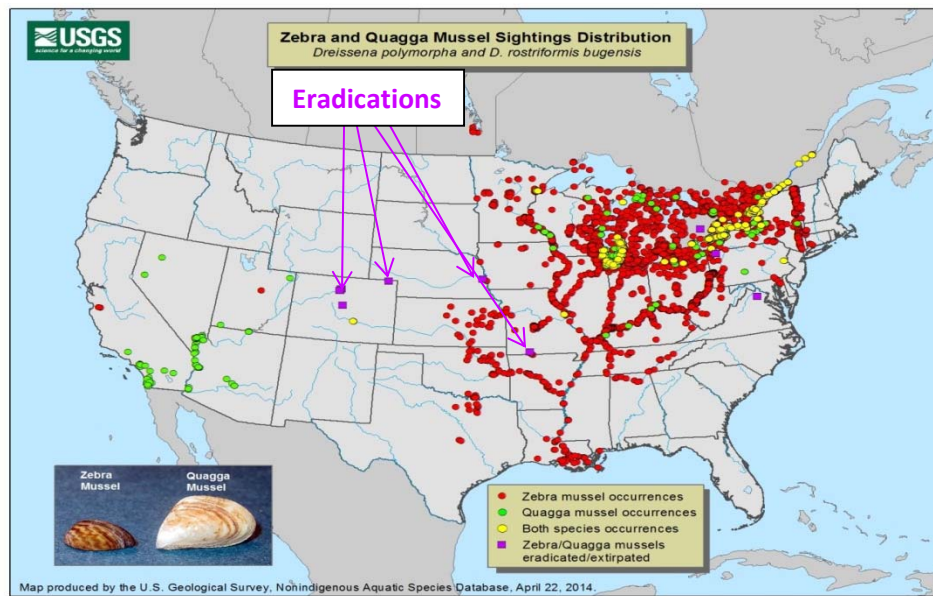 USGS
science for a changing world
Zebra and Quagga Mussel Sightings Distribution
Dreissena polymorpha and D. rostriformis bugensis
Eradications
Zebra
Mussel
Quagga
Mussel
Zebra mussel occurrences
Quagga mussel occurrences
Both species occurrences
Zebra/Quagga mussels
eradicated/extirpated
Map produced by the U.S. Geological Survey, Nonindigenous Aquatic Species Database, April 22, 2014.